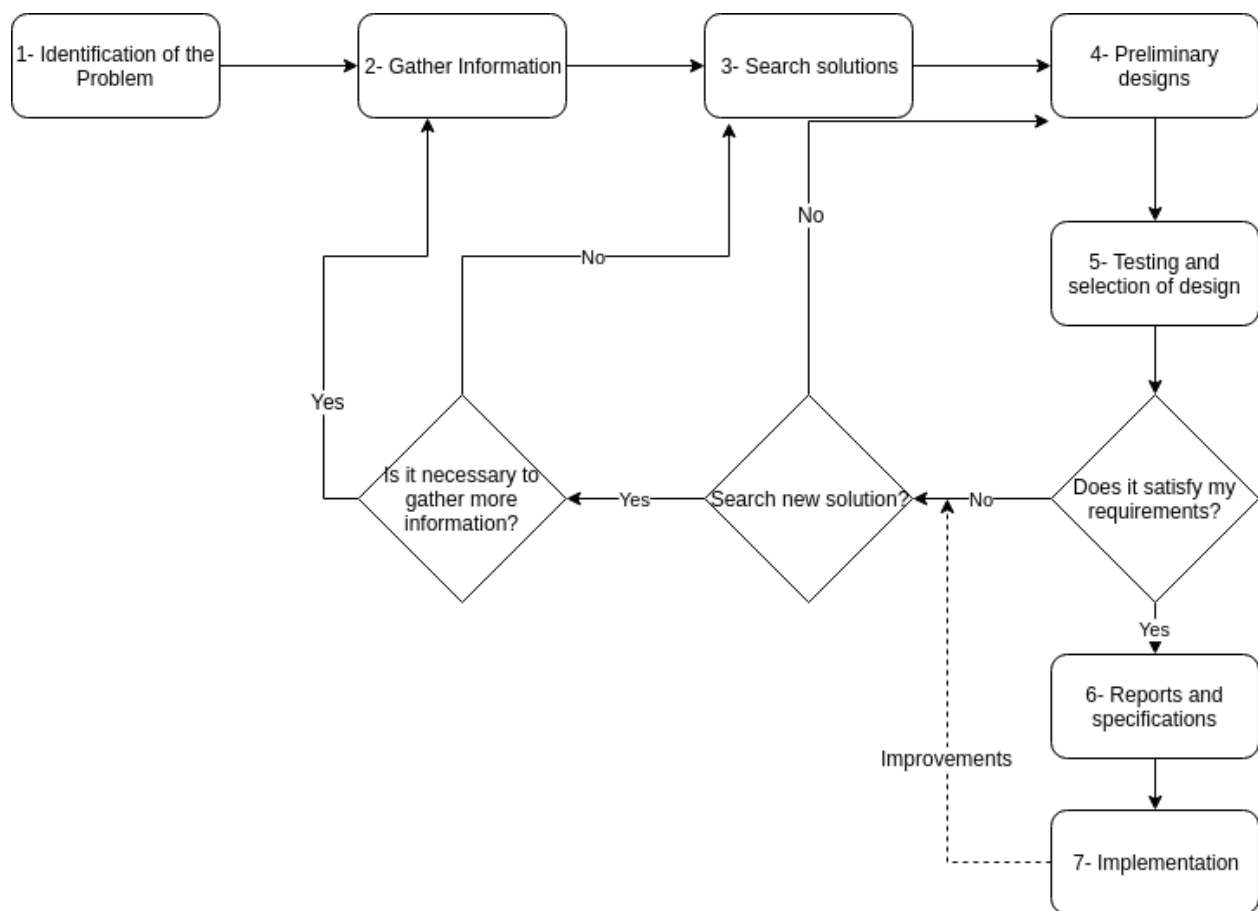 1- Identification of the
Problem
2- Gather Information
3- Search solutions
4- Preliminary
designs
No
5- Testing and
selection of design
No
Yes
Is it necessary to
gather more
information?
Yes
Search new solution?
No
Does it satisfy my
requirements?
Yes
6- Reports and
specifications
Improvements
7- Implementation